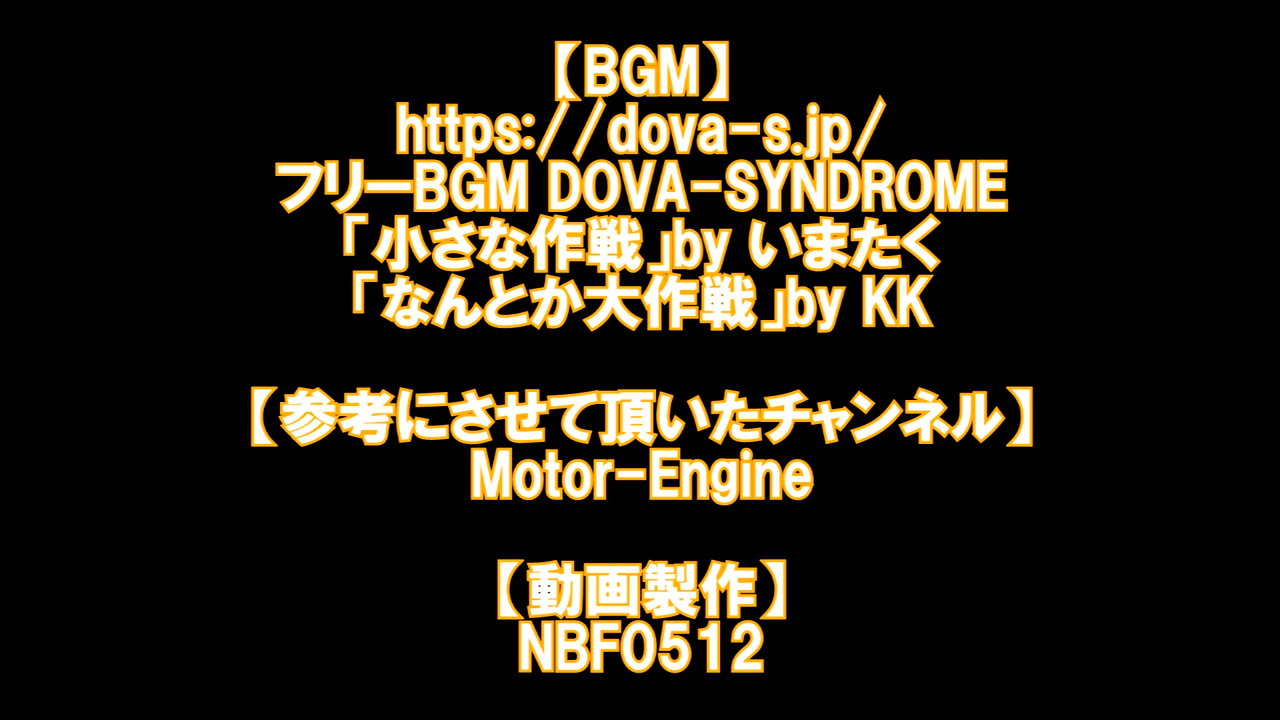 【BGM】
https://dova-s.jp/
フリーBGM DOVA-SYNDROME
「小さな作戦」by いまたく
「なんとか大作戦」by KK
【参考にさせて頂いたチャンネル】
Motor-Engine
【動画製作】
NBF0512